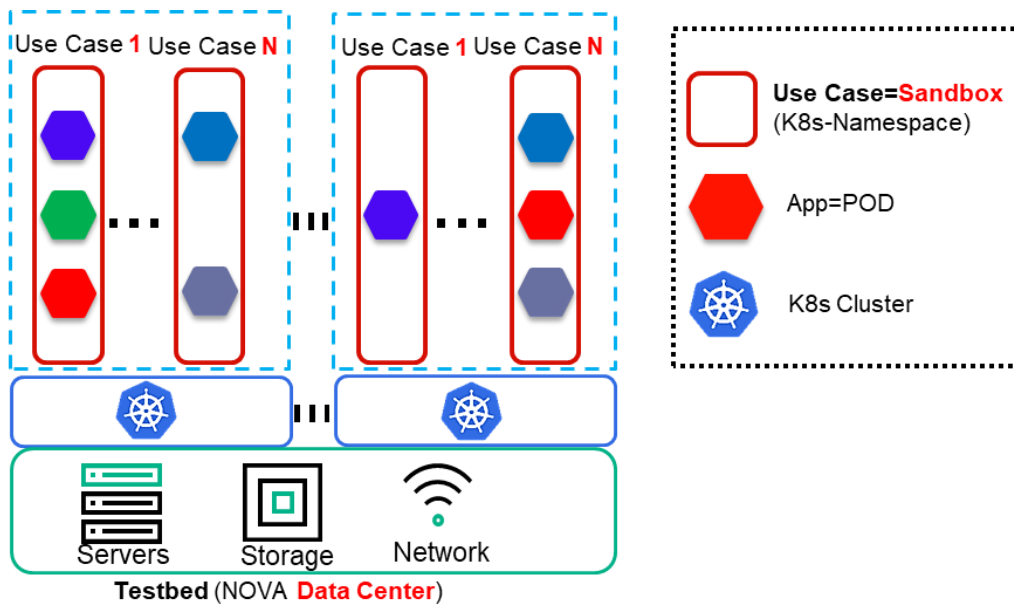 Use Case 1 Use Case N
Use Case 1 Use Case N
Use Case=Sandbox
(K8s-Namespace)
App=POD
K8s Cluster
Servers
Storage
Network
Testbed (NOVA Data Center)